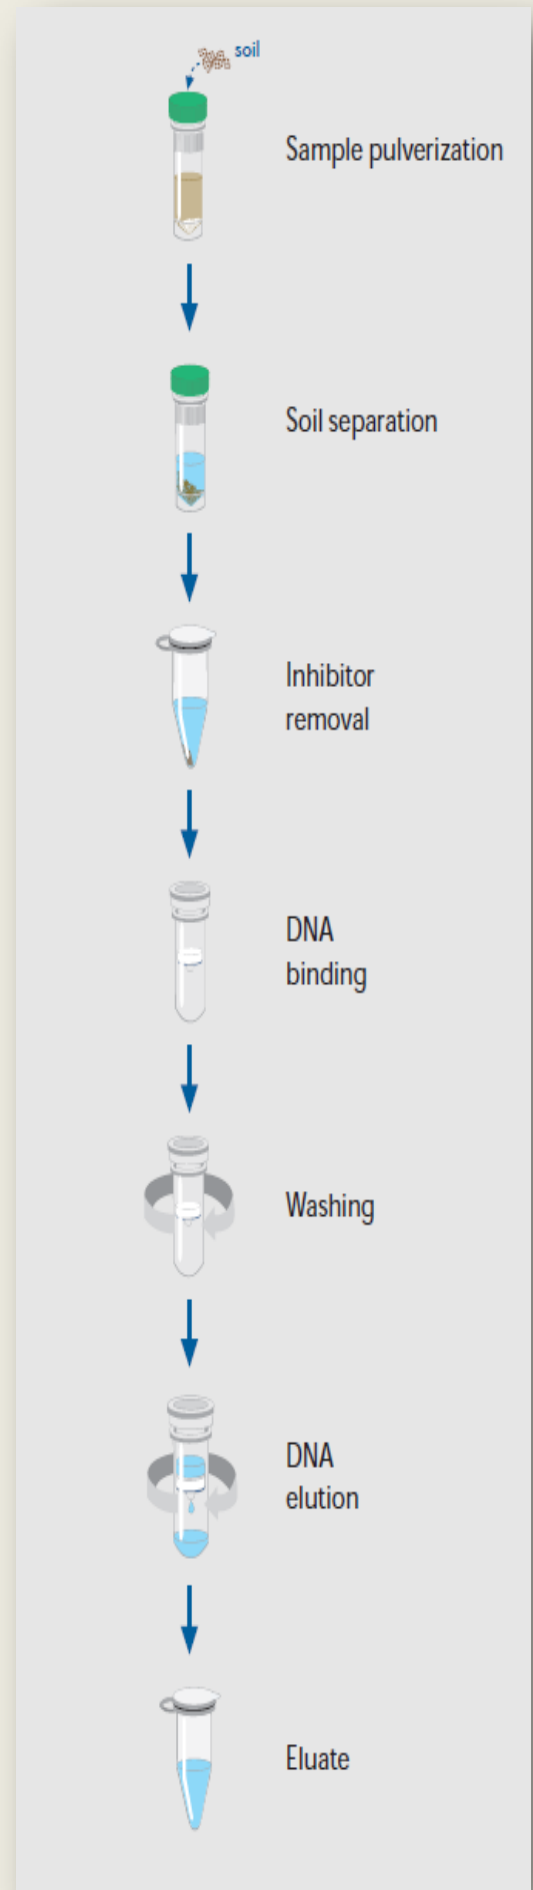 soil
Sample pulverization
Soil separation
Inhibitor
removal
DNA
binding
Washing
DNA
elution
Eluate